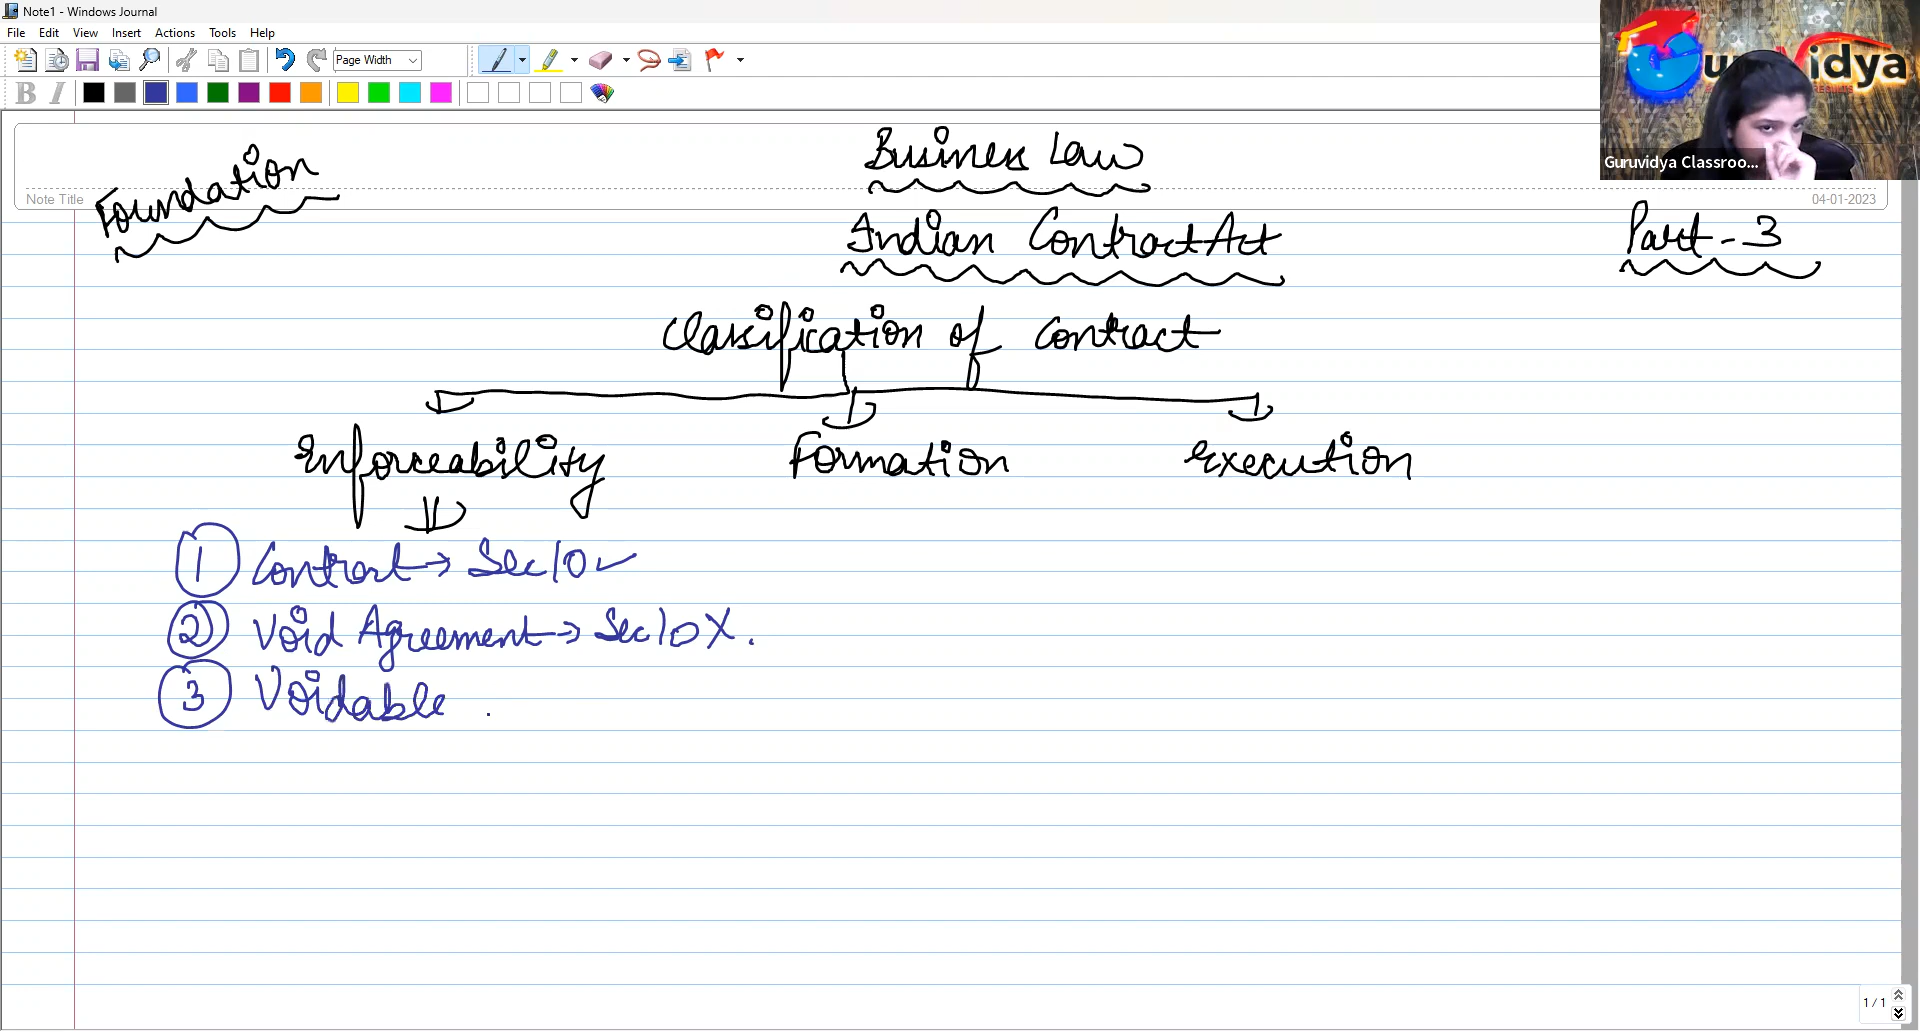 Note1 - Windows Journal
File Edit View Insert Actions Tools Help
Page Width
B I
GuruVidya
Guruvidya Classroo...
Foundation
Business Law
Note Title
04-01-2023
Indian Contract Act
Part - 3
Classification of Contract
Enforceability Formation Execution
1 Contract → Sec 10 ✓
2 Void Agreement → Sec 10 X.
3 Voidable
1 / 1